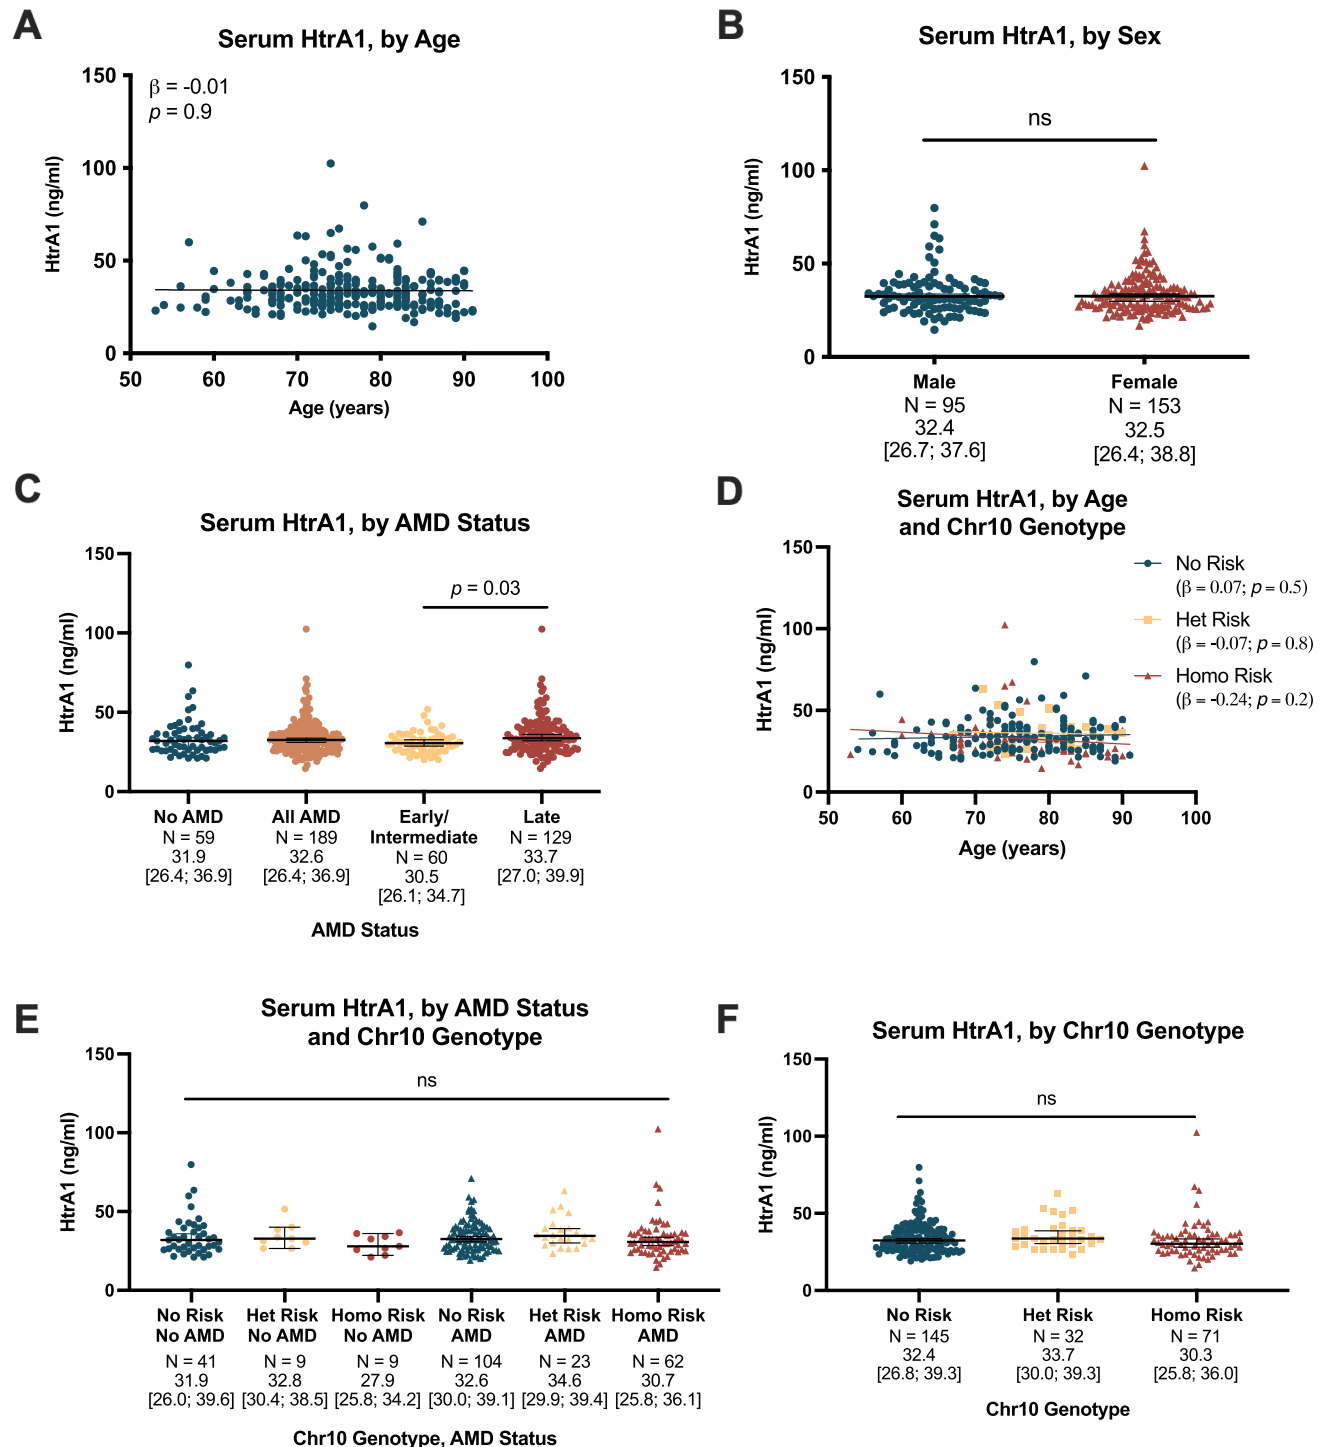 A
Serum HtrA1, by Age
β = -0.01
p = 0.9
HtrA1 (ng/ml)
150
100
50
0
50 60 70 80 90 100
Age (years)
B
Serum HtrA1, by Sex
ns
HtrA1 (ng/ml)
150
100
50
0
Male Female
N = 95 N = 153
32.4 32.5
[26.7; 37.6] [26.4; 38.8]
C
Serum HtrA1, by AMD Status
p = 0.03
HtrA1 (ng/ml)
150
100
50
0
No AMD All AMD Early/ Late
Intermediate
N = 59 N = 189 N = 60 N = 129
31.9 32.6 30.5 33.7
[26.4; 36.9] [26.4; 36.9] [26.1; 34.7] [27.0; 39.9]
AMD Status
D
Serum HtrA1, by Age
and Chr10 Genotype
HtrA1 (ng/ml)
150
100
50
0
50 60 70 80 90 100
Age (years)
No Risk
(β = 0.07; p = 0.5)
Het Risk
(β = -0.07; p = 0.8)
Homo Risk
(β = -0.24; p = 0.2)
E
Serum HtrA1, by AMD Status
and Chr10 Genotype
ns
HtrA1 (ng/ml)
150
100
50
0
No Risk Het Risk Homo Risk No Risk Het Risk Homo Risk
No AMD No AMD No AMD AMD AMD AMD
N = 41 N = 9 N = 9 N = 104 N = 23 N = 62
31.9 32.8 27.9 32.6 34.6 30.7
[26.0; 39.6] [30.4; 38.5] [25.8; 34.2] [30.0; 39.1] [29.9; 39.4] [25.8; 36.1]
Chr10 Genotype, AMD Status
F
Serum HtrA1, by Chr10 Genotype
ns
HtrA1 (ng/ml)
150
100
50
0
No Risk Het Risk Homo Risk
N = 145 N = 32 N = 71
32.4 33.7 30.3
[26.8; 39.3] [30.0; 39.3] [25.8; 36.0]
Chr10 Genotype